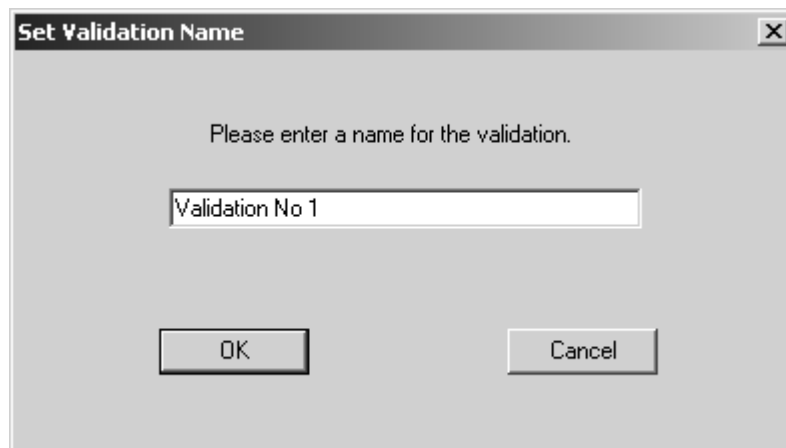 Set Validation Name
Please enter a name for the validation.
Validation No 1
OK Cancel